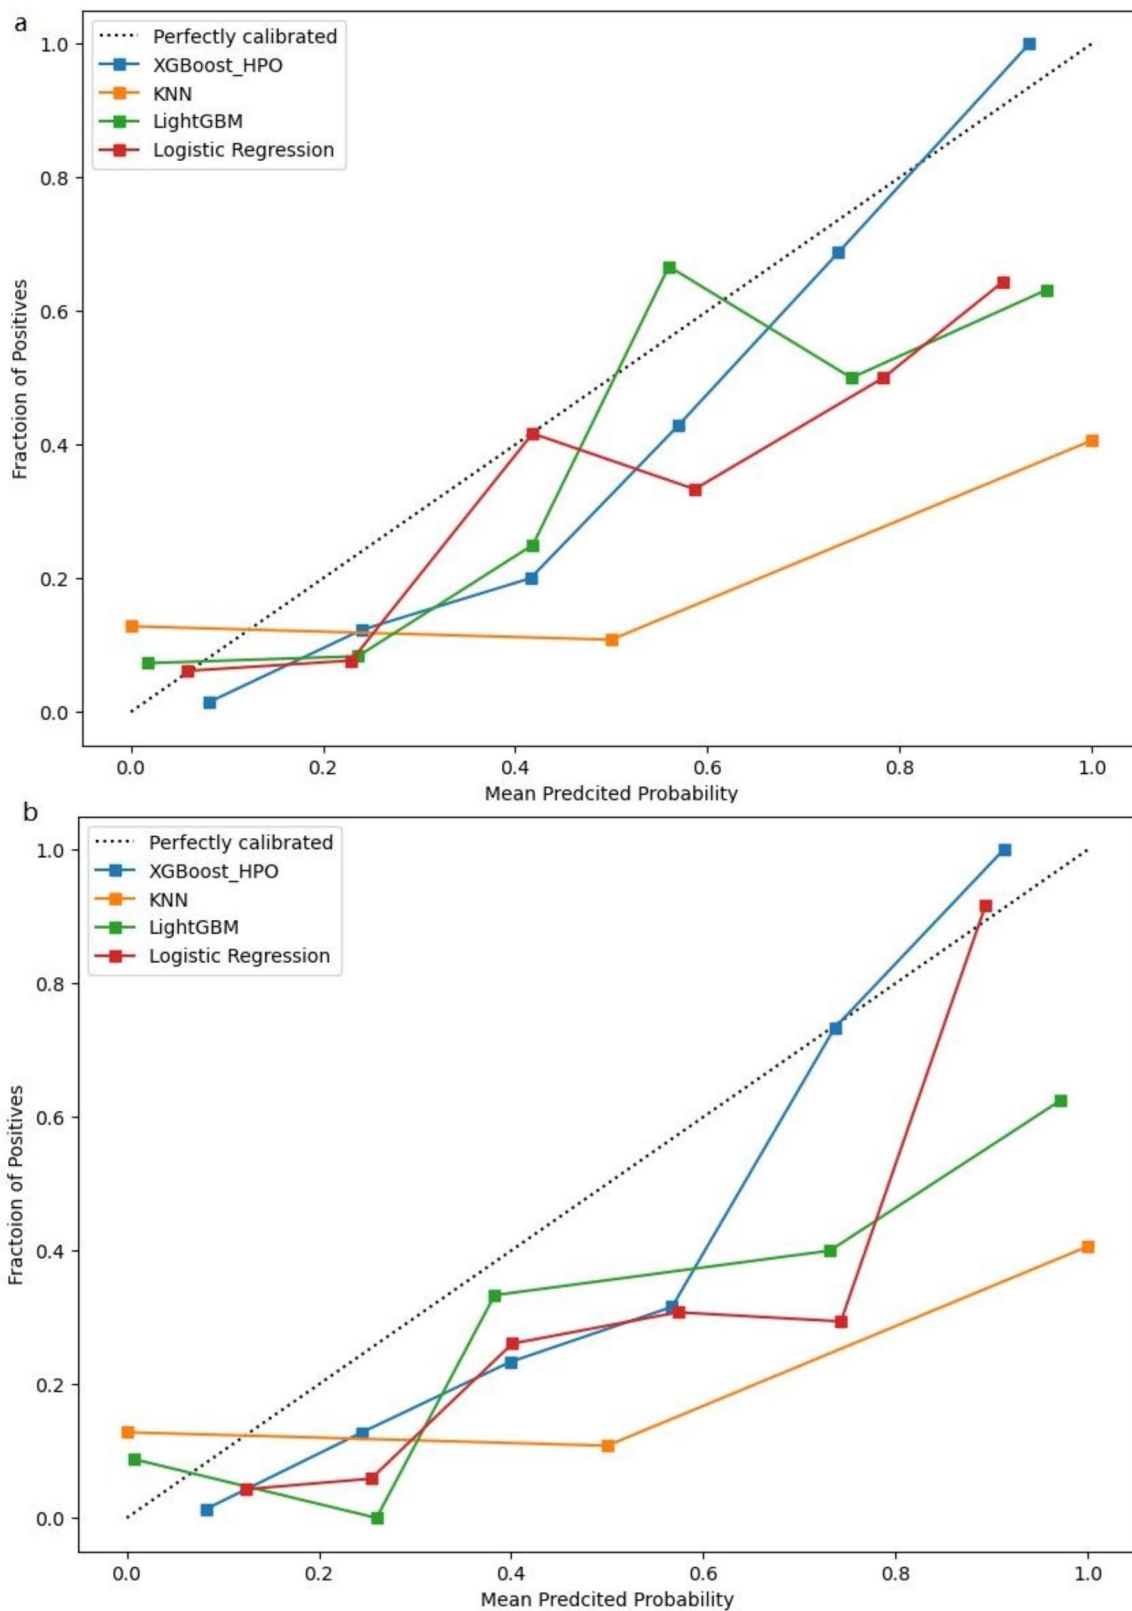 a
Perfectly calibrated
XGBoost_HPO
KNN
LightGBM
Logistic Regression
1.0
0.8
0.6
0.4
0.2
0.0
Fractoion of Positives
0.0 0.2 0.4 0.6 0.8 1.0
Mean Predcited Probability
b
Perfectly calibrated
XGBoost_HPO
KNN
LightGBM
Logistic Regression
1.0
0.8
0.6
0.4
0.2
0.0
Fractoion of Positives
0.0 0.2 0.4 0.6 0.8 1.0
Mean Predcited Probability